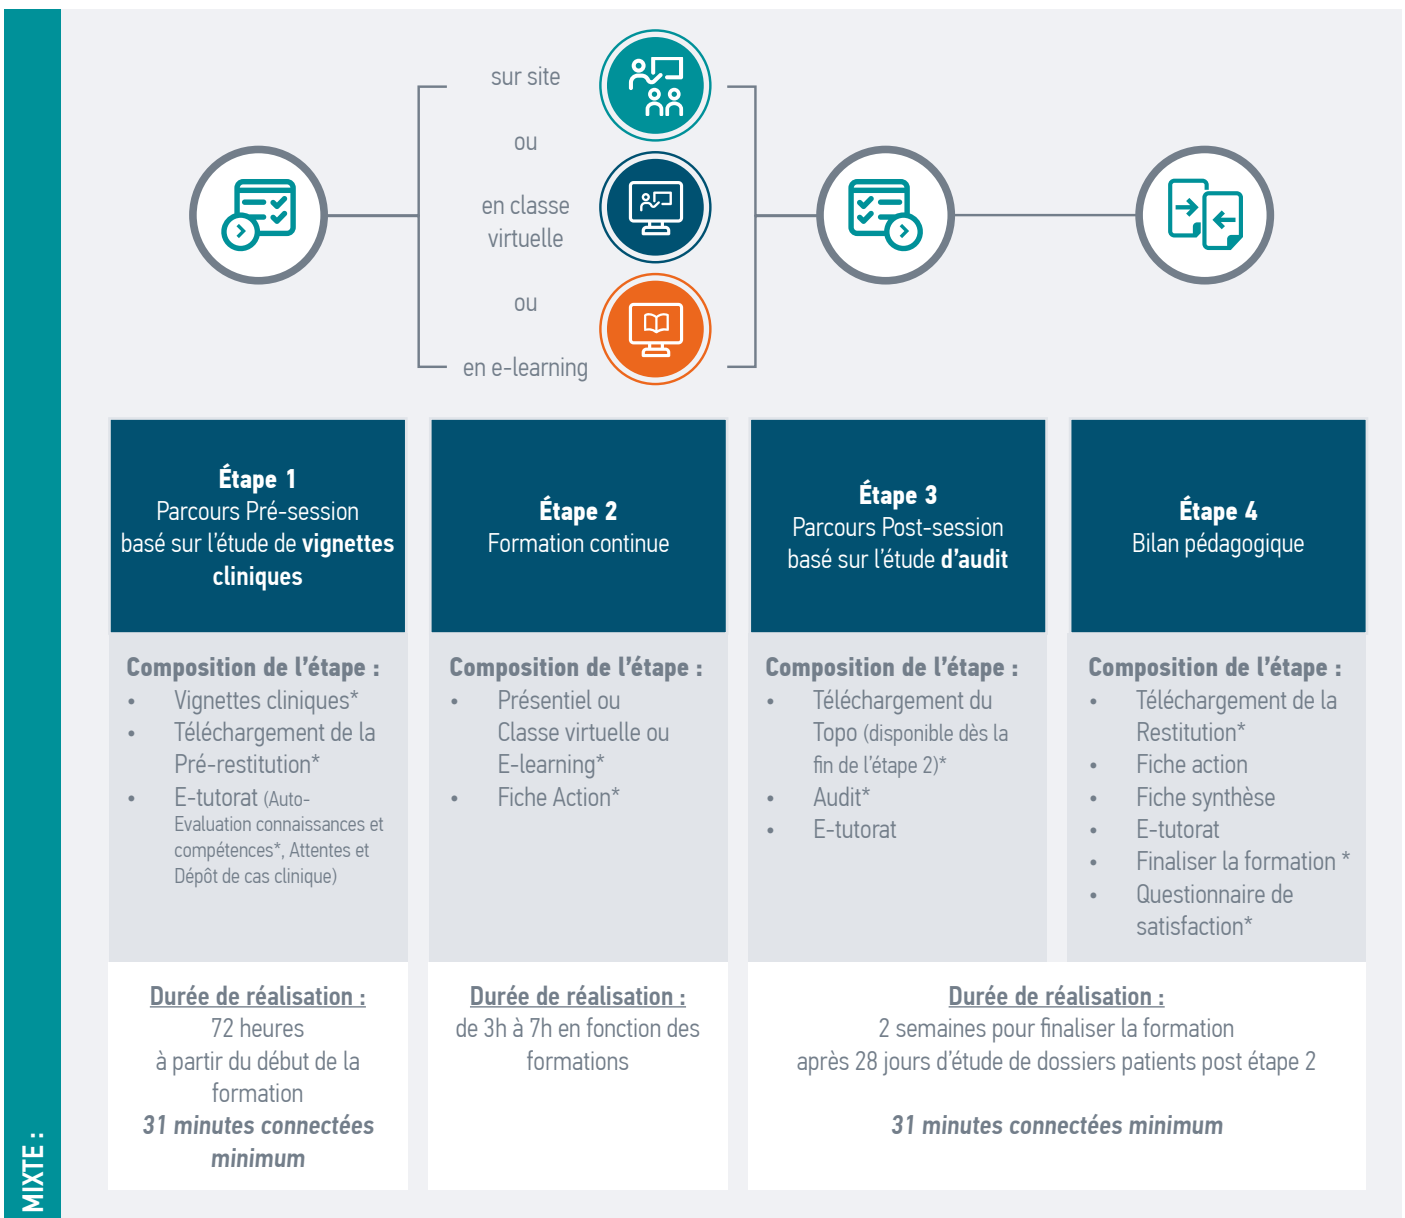 sur site
ou
en classe
virtuelle
ou
en e-learning
Étape 1
Parcours Pré-session
basé sur l’étude de vignettes
cliniques
Étape 2
Formation continue
Étape 3
Parcours Post-session
basé sur l’étude d’audit
Étape 4
Bilan pédagogique
Composition de l’étape :
• Vignettes cliniques*
• Téléchargement de la
Pré-restitution*
• E-tutorat (Auto-
Evaluation connaissances et
compétences*, Attentes et
Dépôt de cas clinique)
Composition de l’étape :
• Présentiel ou
Classe virtuelle ou
E-learning*
• Fiche Action*
Composition de l’étape :
• Téléchargement du
Topo (disponible dès la
fin de l’étape 2)*
• Audit*
• E-tutorat
Composition de l’étape :
• Téléchargement de la
Restitution*
• Fiche action
• Fiche synthèse
• E-tutorat
• Finaliser la formation *
• Questionnaire de
satisfaction*
Durée de réalisation :
72 heures
à partir du début de la
formation
31 minutes connectées
minimum
Durée de réalisation :
de 3h à 7h en fonction des
formations
Durée de réalisation :
2 semaines pour finaliser la formation
après 28 jours d’étude de dossiers patients post étape 2
31 minutes connectées minimum
MIXTE :